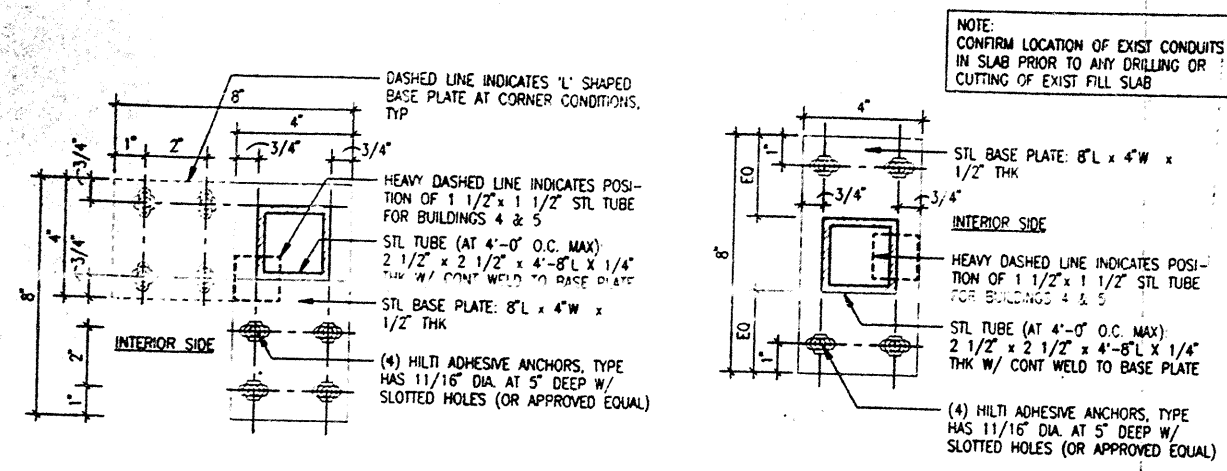 NOTE:
CONFIRM LOCATION OF EXIST CONDUITS
IN SLAB PRIOR TO ANY DRILLING OR
CUTTING OF EXIST FILL SLAB
DASHED LINE INDICATES 'L' SHAPED
BASE PLATE AT CORNER CONDITIONS,
TYP
8"
4"
3/4"
3/4"
1"
2"
3/4"
4"
3/4"
8"
2"
1"
HEAVY DASHED LINE INDICATES POSI-
TION OF 1 1/2" x 1 1/2" STL TUBE
FOR BUILDINGS 4 & 5
STL TUBE (AT 4'-0" O.C. MAX)
2 1/2" x 2 1/2" x 4'-8"L X 1/4"
THK W/ CONT WELD TO BASE PLATE
STL BASE PLATE: 8"L x 4"W x
1/2" THK
INTERIOR SIDE
(4) HILTI ADHESIVE ANCHORS, TYPE
HAS 11/16" DIA. AT 5" DEEP W/
SLOTTED HOLES (OR APPROVED EQUAL)
4"
1"
EQ
8"
EQ
1"
3/4"
3/4"
STL BASE PLATE: 8"L x 4"W x
1/2" THK
INTERIOR SIDE
HEAVY DASHED LINE INDICATES POSI-
TION OF 1 1/2" x 1 1/2" STL TUBE
FOR BUILDINGS 4 & 5
STL TUBE (AT 4'-0" O.C. MAX)
2 1/2" x 2 1/2" x 4'-8"L X 1/4"
THK W/ CONT WELD TO BASE PLATE
(4) HILTI ADHESIVE ANCHORS, TYPE
HAS 11/16" DIA. AT 5" DEEP W/
SLOTTED HOLES (OR APPROVED EQUAL)